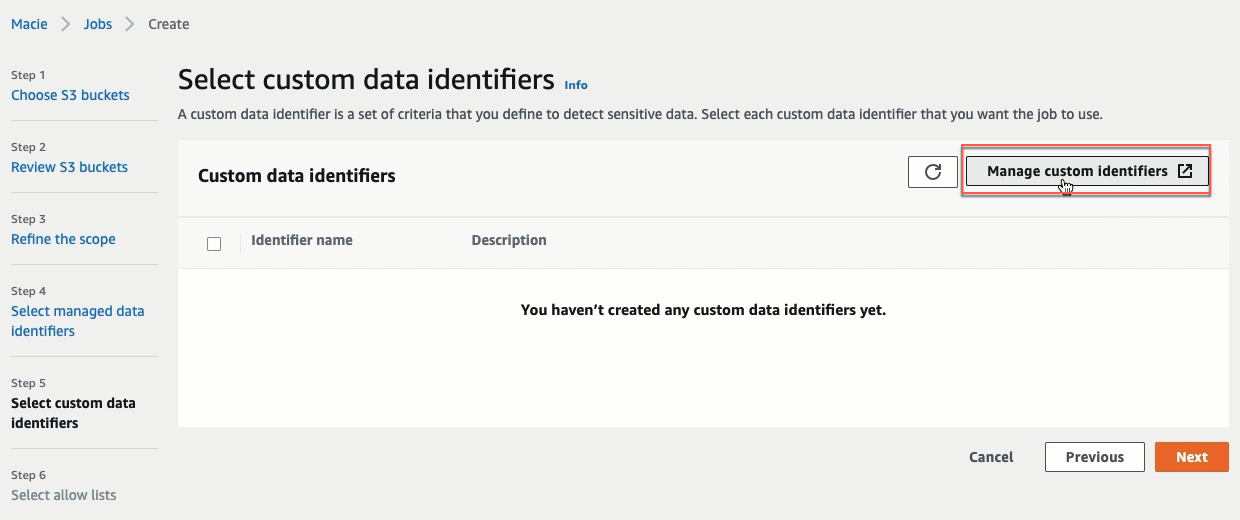 Macie > Jobs > Create
Step 1
Choose S3 buckets
Step 2
Review S3 buckets
Step 3
Refine the scope
Step 4
Select managed data
identifiers
Step 5
Select custom data
identifiers
Step 6
Select allow lists
Select custom data identifiers Info
A custom data identifier is a set of criteria that you define to detect sensitive data. Select each custom data identifier that you want the job to use.
Custom data identifiers
Manage custom identifiers
Identifier name Description
You haven’t created any custom data identifiers yet.
Cancel Previous Next